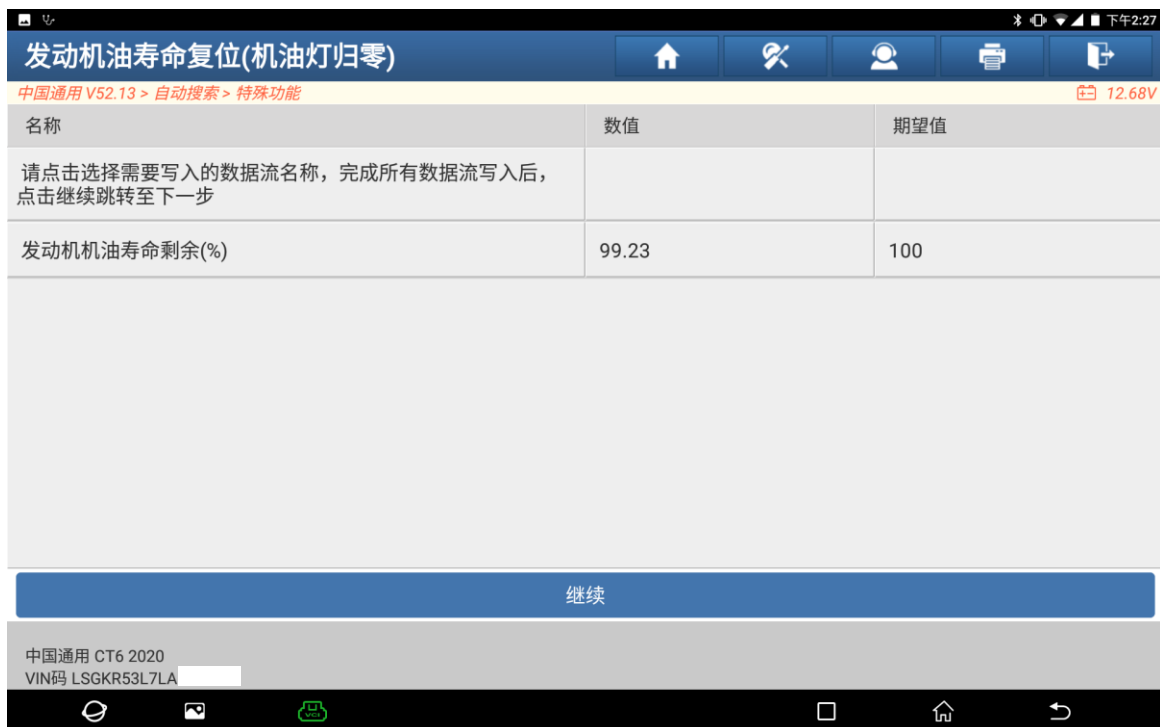 下午2:27
发动机油寿命复位(机油灯归零)
中国通用 V52.13 > 自动搜索 > 特殊功能
12.68V
名称 数值 期望值
请点击选择需要写入的数据流名称，完成所有数据流写入后，
点击继续跳转至下一步
发动机机油寿命剩余(%) 99.23 100
继续
中国通用 CT6 2020
VIN码 LSGKR53L7LA
VCI